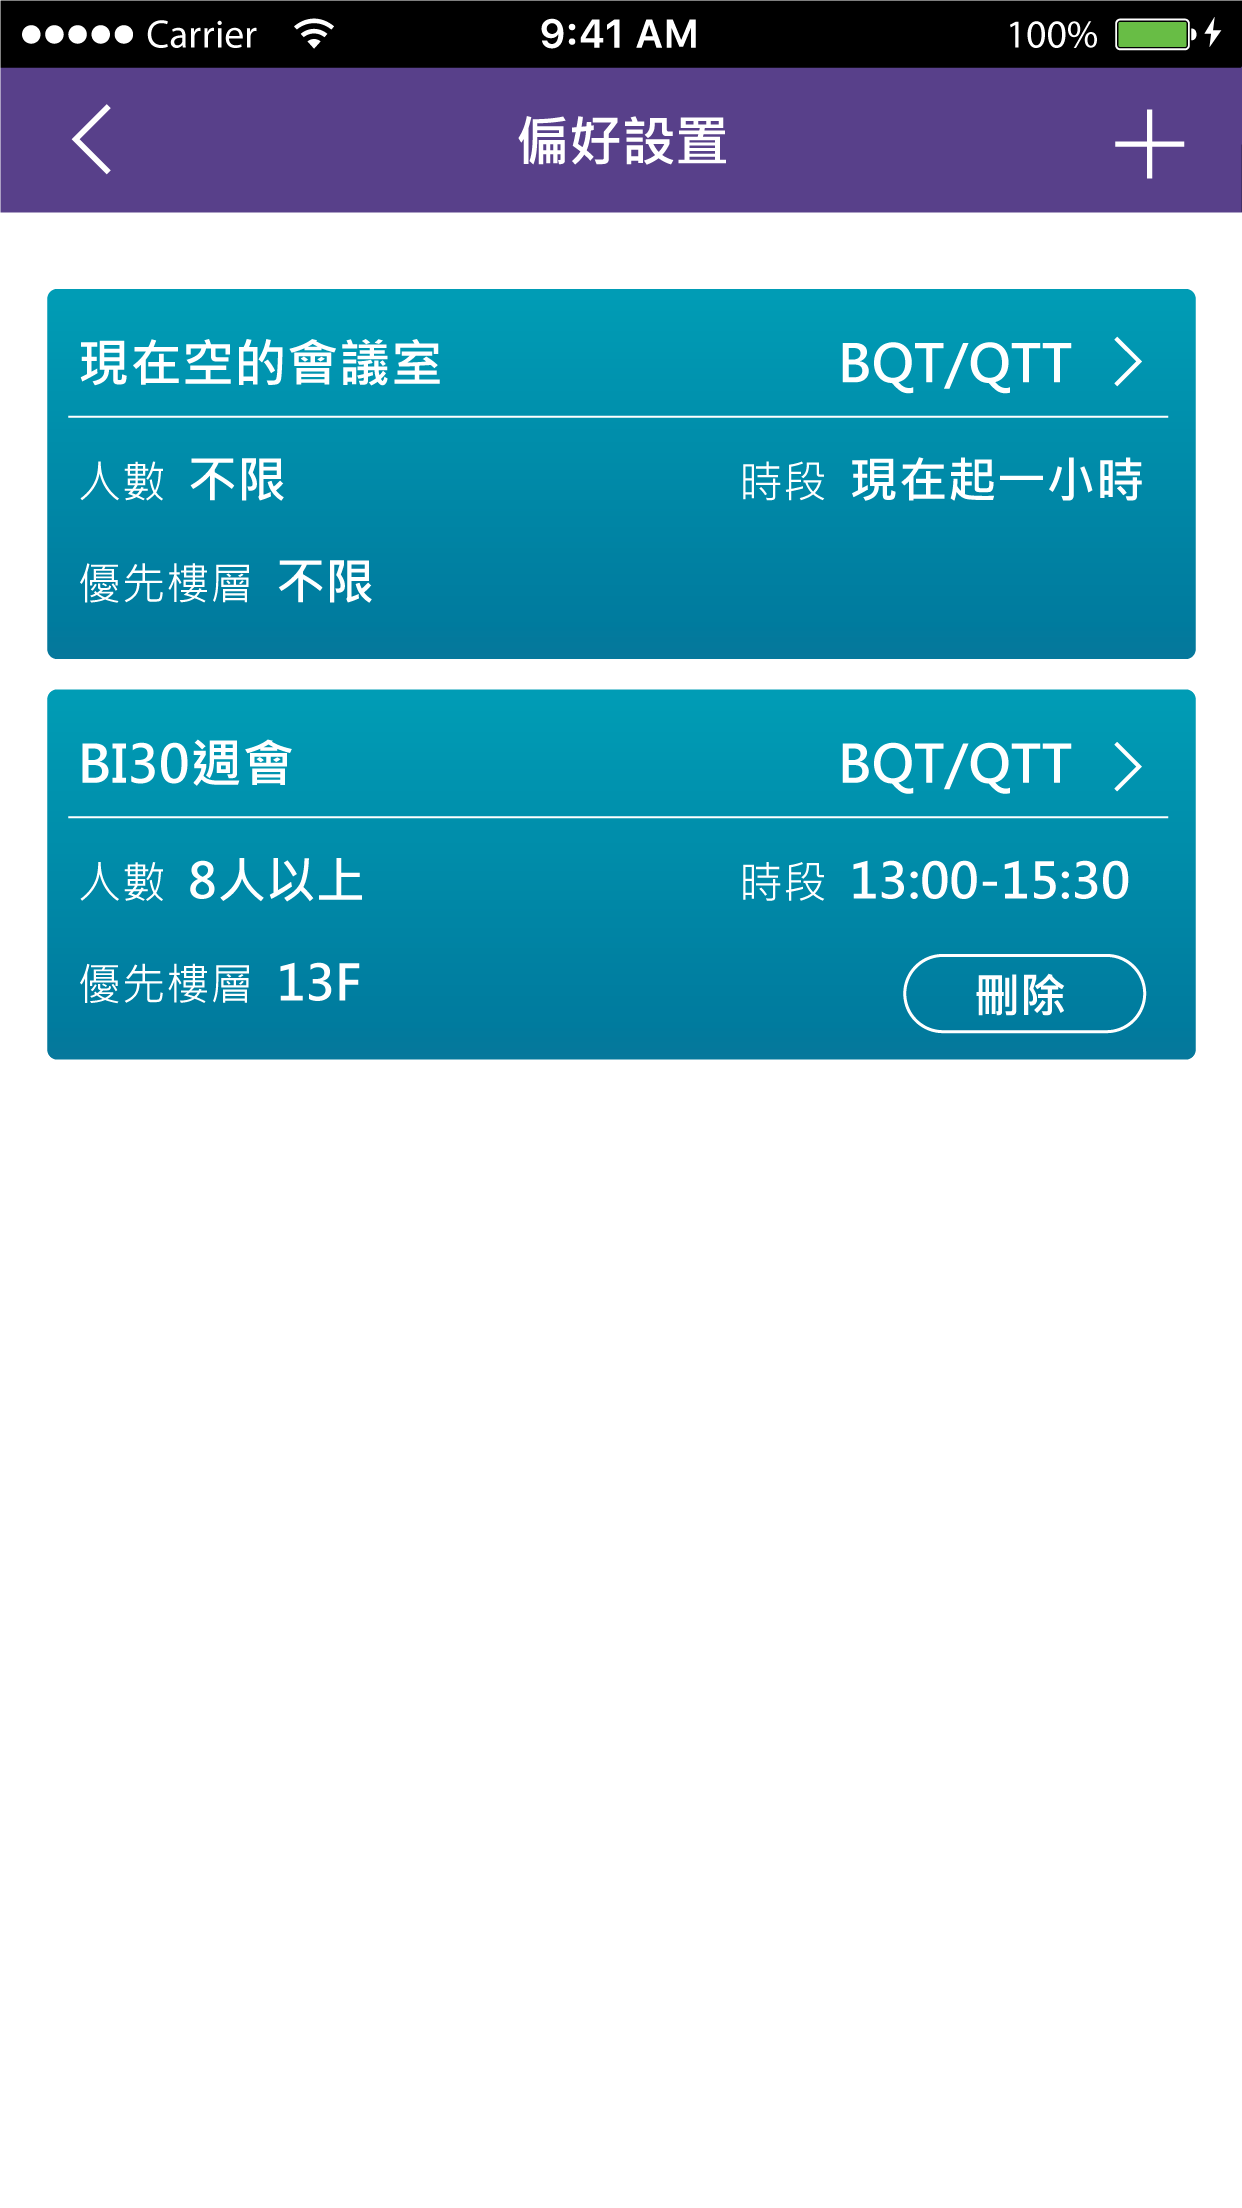 Carrier 9:41 AM 100%
偏好設置
現在空的會議室 BQT/QTT
人數 不限 時段 現在起一小時
優先樓層 不限
BI30週會 BQT/QTT
人數 8人以上 時段 13:00-15:30
優先樓層 13F 刪除